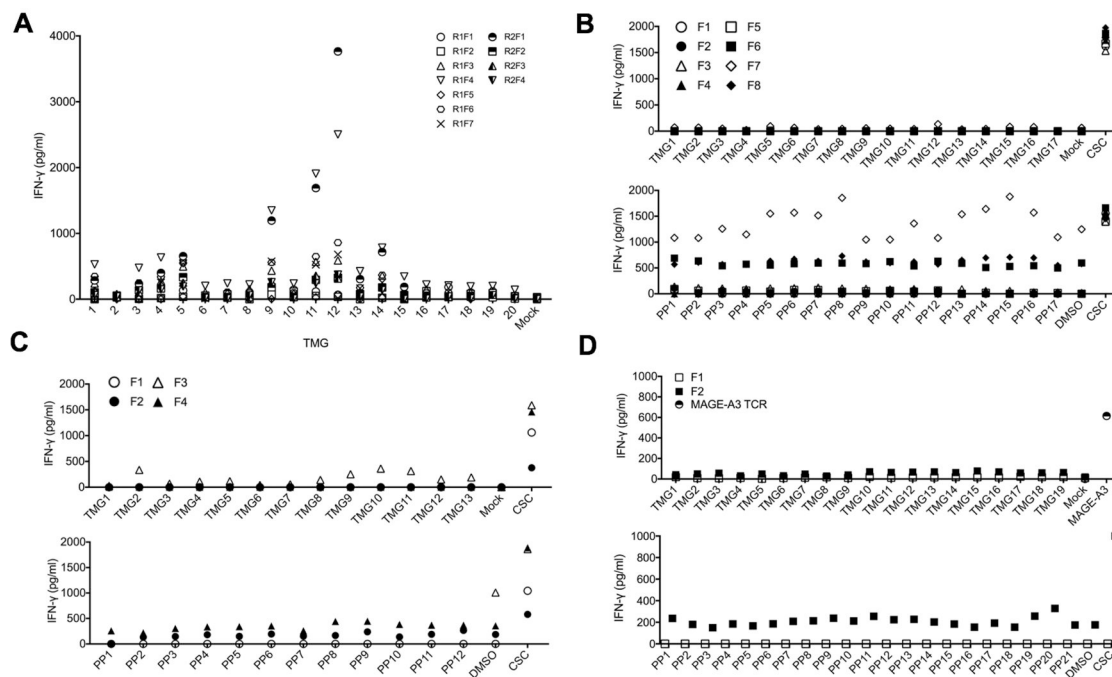 A
IFN-γ (pg/ml)
4000
3000
2000
1000
0
R1F1
R1F2
R1F3
R1F4
R1F5
R1F6
R1F7
R2F1
R2F2
R2F3
R2F4
1 2 3 4 5 6 7 8 9 10 11 12 13 14 15 16 17 18 19 20 Mock
TMG
B
IFN-γ (pg/ml)
2000
1500
1000
500
0
F1 F5
F2 F6
F3 F7
F4 F8
TMG1 TMG2 TMG3 TMG4 TMG5 TMG6 TMG7 TMG8 TMG9 TMG10 TMG11 TMG12 TMG13 TMG14 TMG15 TMG16 TMG17 Mock CSC
IFN-γ (pg/ml)
2000
1500
1000
500
0
PP1 PP2 PP3 PP4 PP5 PP6 PP7 PP8 PP9 PP10 PP11 PP12 PP13 PP14 PP15 PP16 PP17 DMSO CSC
C
IFN-γ (pg/ml)
2000
1500
1000
500
0
F1 F3
F2 F4
TMG1 TMG2 TMG3 TMG4 TMG5 TMG6 TMG7 TMG8 TMG9 TMG10 TMG11 TMG12 TMG13 Mock CSC
IFN-γ (pg/ml)
2000
1500
1000
500
0
PP1 PP2 PP3 PP4 PP5 PP6 PP7 PP8 PP9 PP10 PP11 PP12 DMSO CSC
D
IFN-γ (pg/ml)
1000
800
600
400
200
0
F1
F2
MAGE-A3 TCR
TMG1 TMG2 TMG3 TMG4 TMG5 TMG6 TMG7 TMG8 TMG9 TMG10 TMG11 TMG12 TMG13 TMG14 TMG15 TMG16 TMG17 TMG18 TMG19 Mock MAGE-A3
IFN-γ (pg/ml)
1000
800
600
400
200
0
PP1 PP2 PP3 PP4 PP5 PP6 PP7 PP8 PP9 PP10 PP11 PP12 PP13 PP14 PP15 PP16 PP17 PP18 PP19 PP20 PP21 DMSO CSC